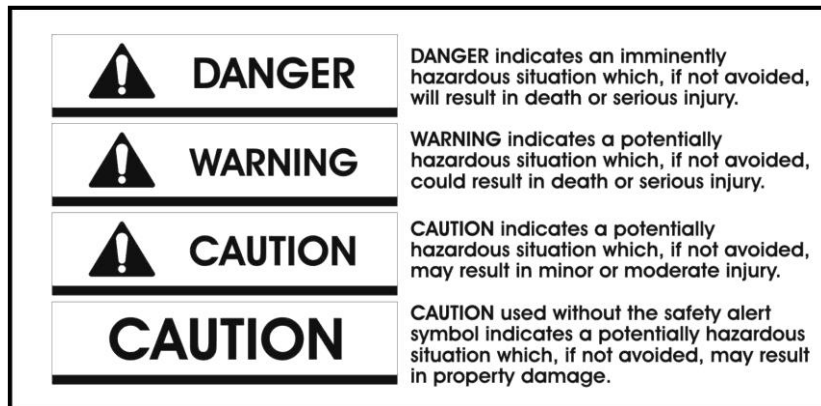 DANGER
DANGER indicates an imminently
hazardous situation which, if not avoided,
will result in death or serious injury.
WARNING
WARNING indicates a potentially
hazardous situation which, if not avoided,
could result in death or serious injury.
CAUTION
CAUTION indicates a potentially
hazardous situation which, if not avoided,
may result in minor or moderate injury.
CAUTION
CAUTION used without the safety alert
symbol indicates a potentially hazardous
situation which, if not avoided, may result
in property damage.